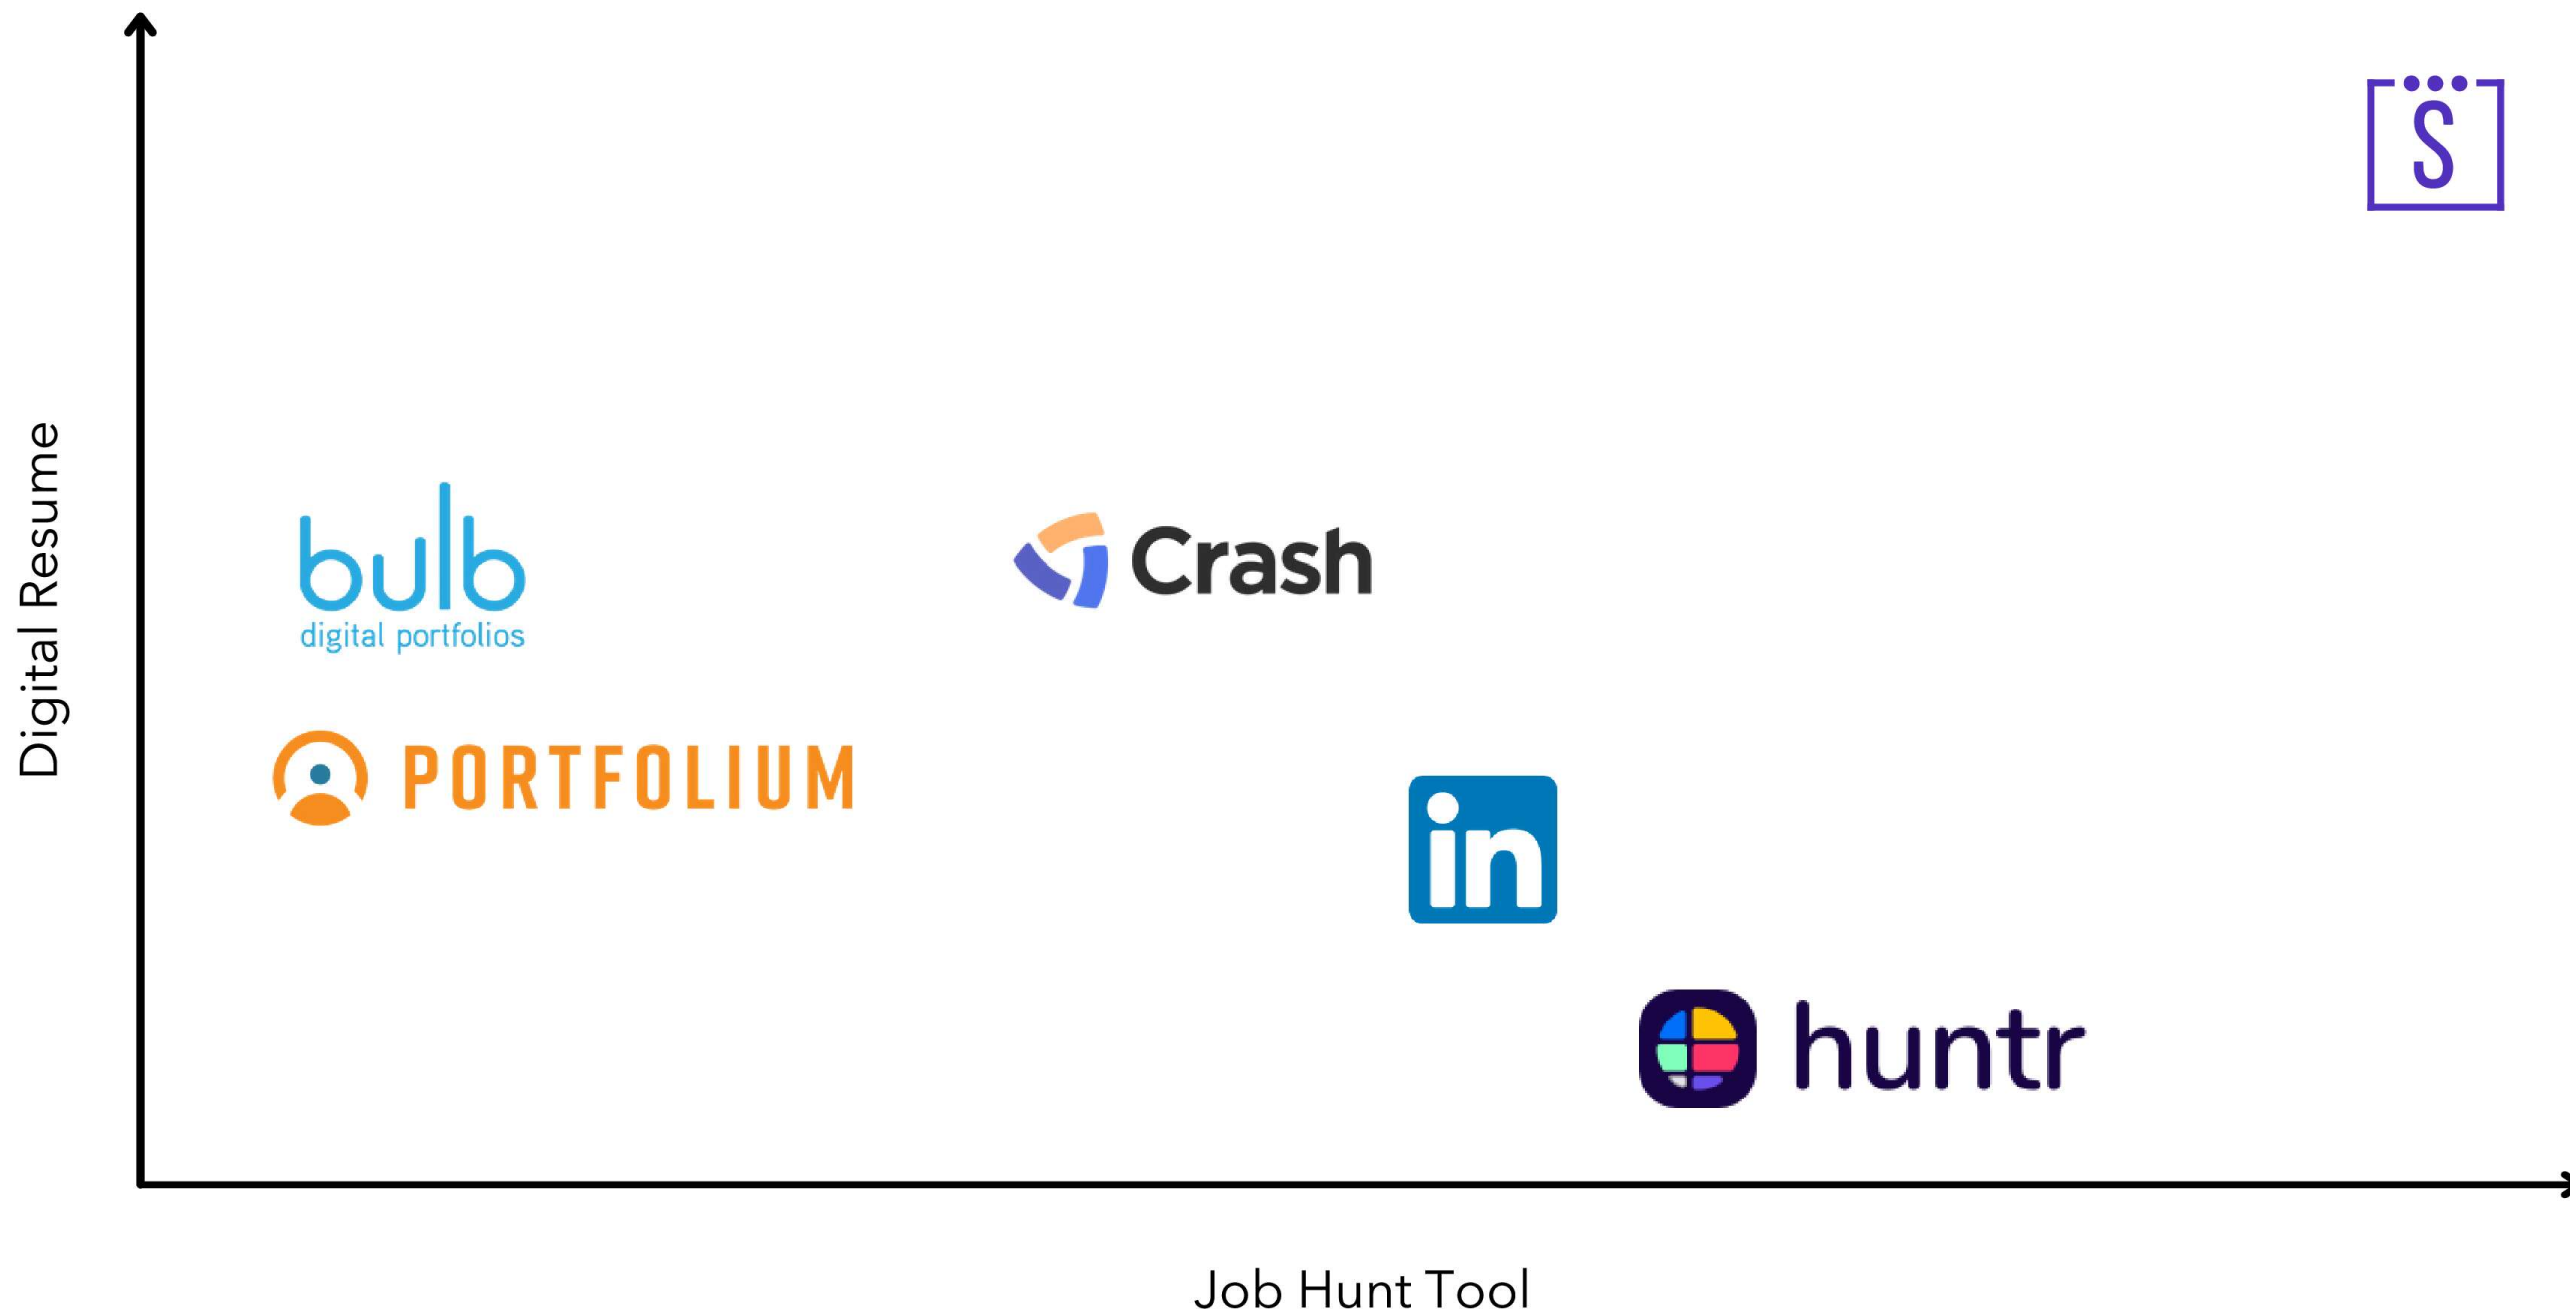 S
Digital Resume
bulb
digital portfolios
Crash
PORTFOLIUM
in
huntr
Job Hunt Tool